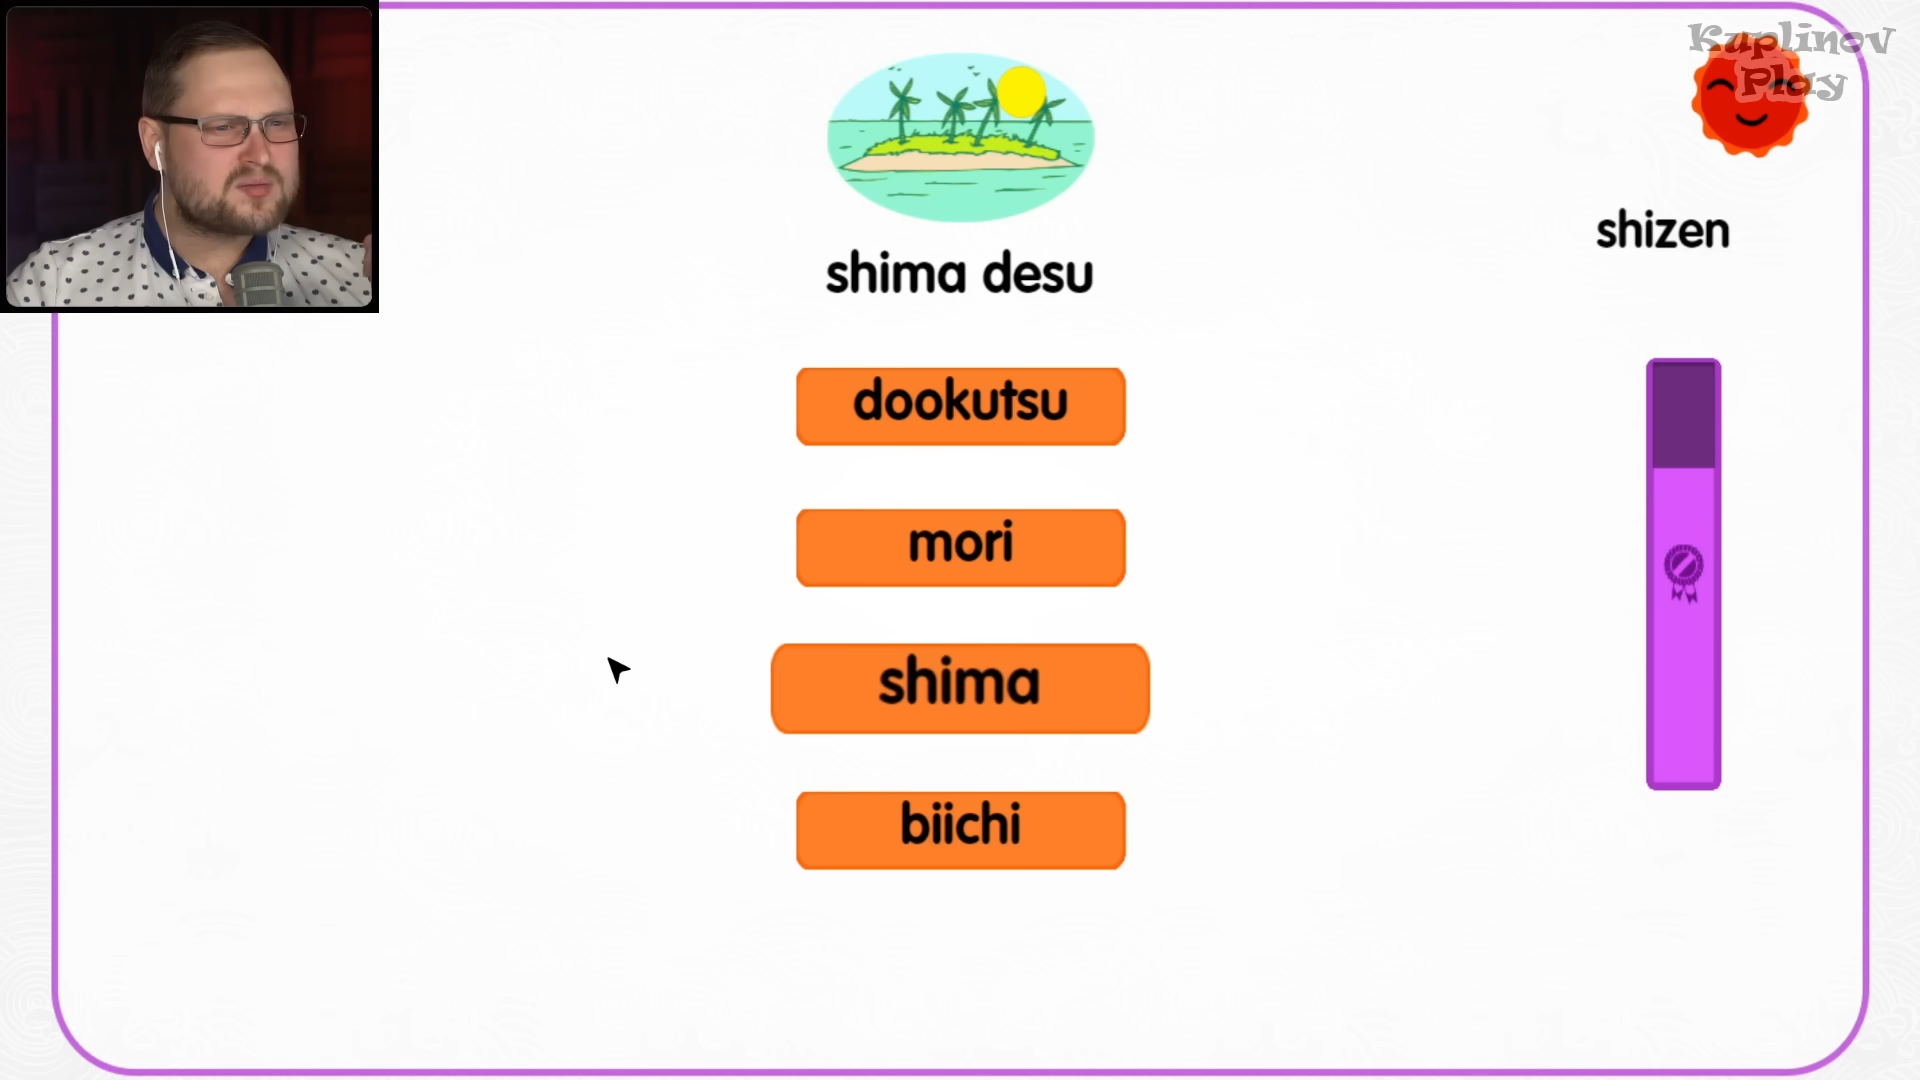 Kuplinov
Play
shima desu
shizen
dookutsu
mori
shima
biichi